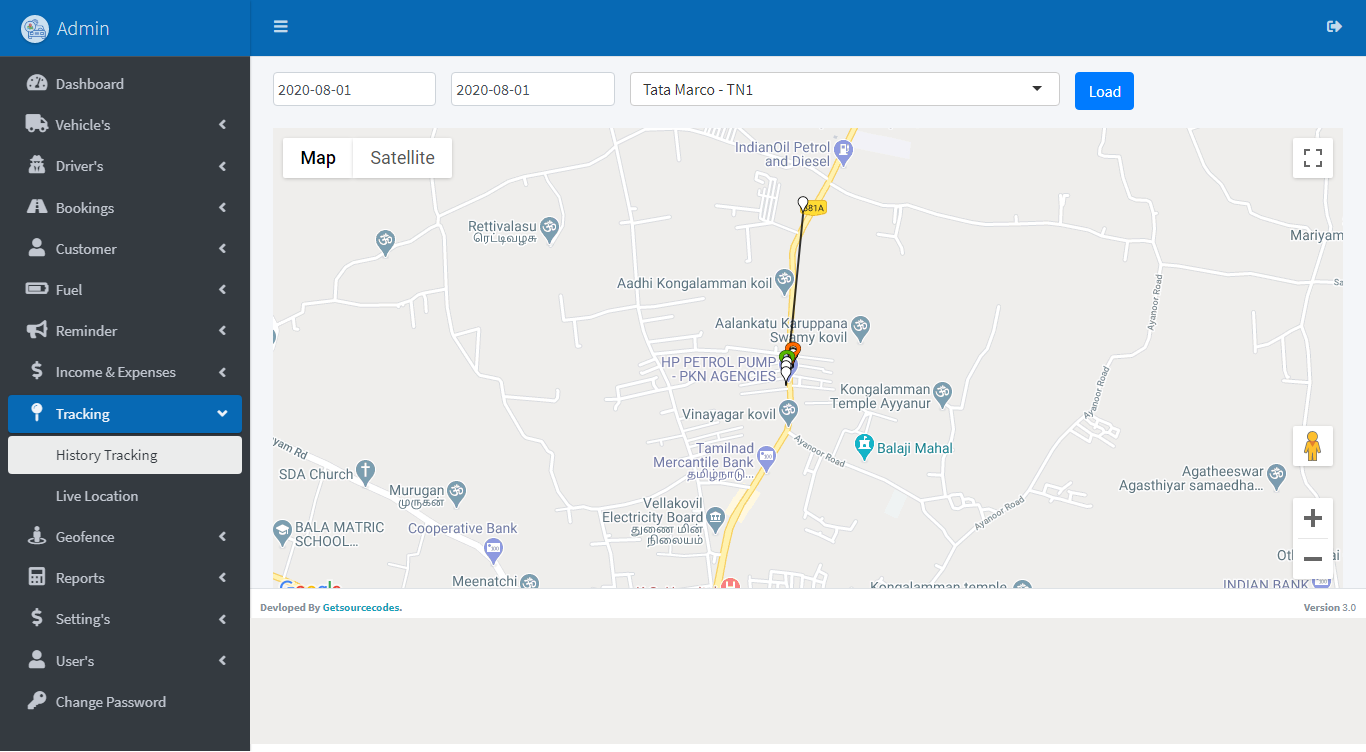 Admin
Dashboard
Vehicle's
Driver's
Bookings
Customer
Fuel
Reminder
Income & Expenses
Tracking
History Tracking
Live Location
Geofence
Reports
Setting's
User's
Change Password
2020-08-01
2020-08-01
Tata Marco - TN1
Load
Map
Satellite
IndianOil Petrol
and Diesel
381A
Rettivalasu
ரெட்டிவழசு
Mariyam
Aadhi Kongalamman koil
Sa
Ayanoor Road
Aalankatu Karuppana
Swamy kovil
HP PETROL PUMP
- PKN AGENCIES
Kongalamman
Temple Ayyanur
Ayanoor Road
Vinayagar kovil
Ayanoor Road
Balaji Mahal
yam Rd
SDA Church
Tamilnad
Mercantile Bank
தமிழ்நாடு...
Agatheeswar
Agasthiyar samaedha...
Murugan
முருகன்
Vellakovil
Electricity Board
துணை மின்
நிலையம்
Ayanoor Road
BALA MATRIC
SCHOOL...
Cooperative Bank
Meenatchi
Kongalamman temple
INDIAN BANK
Google
Devloped By Getsourcecodes.
Version 3.0